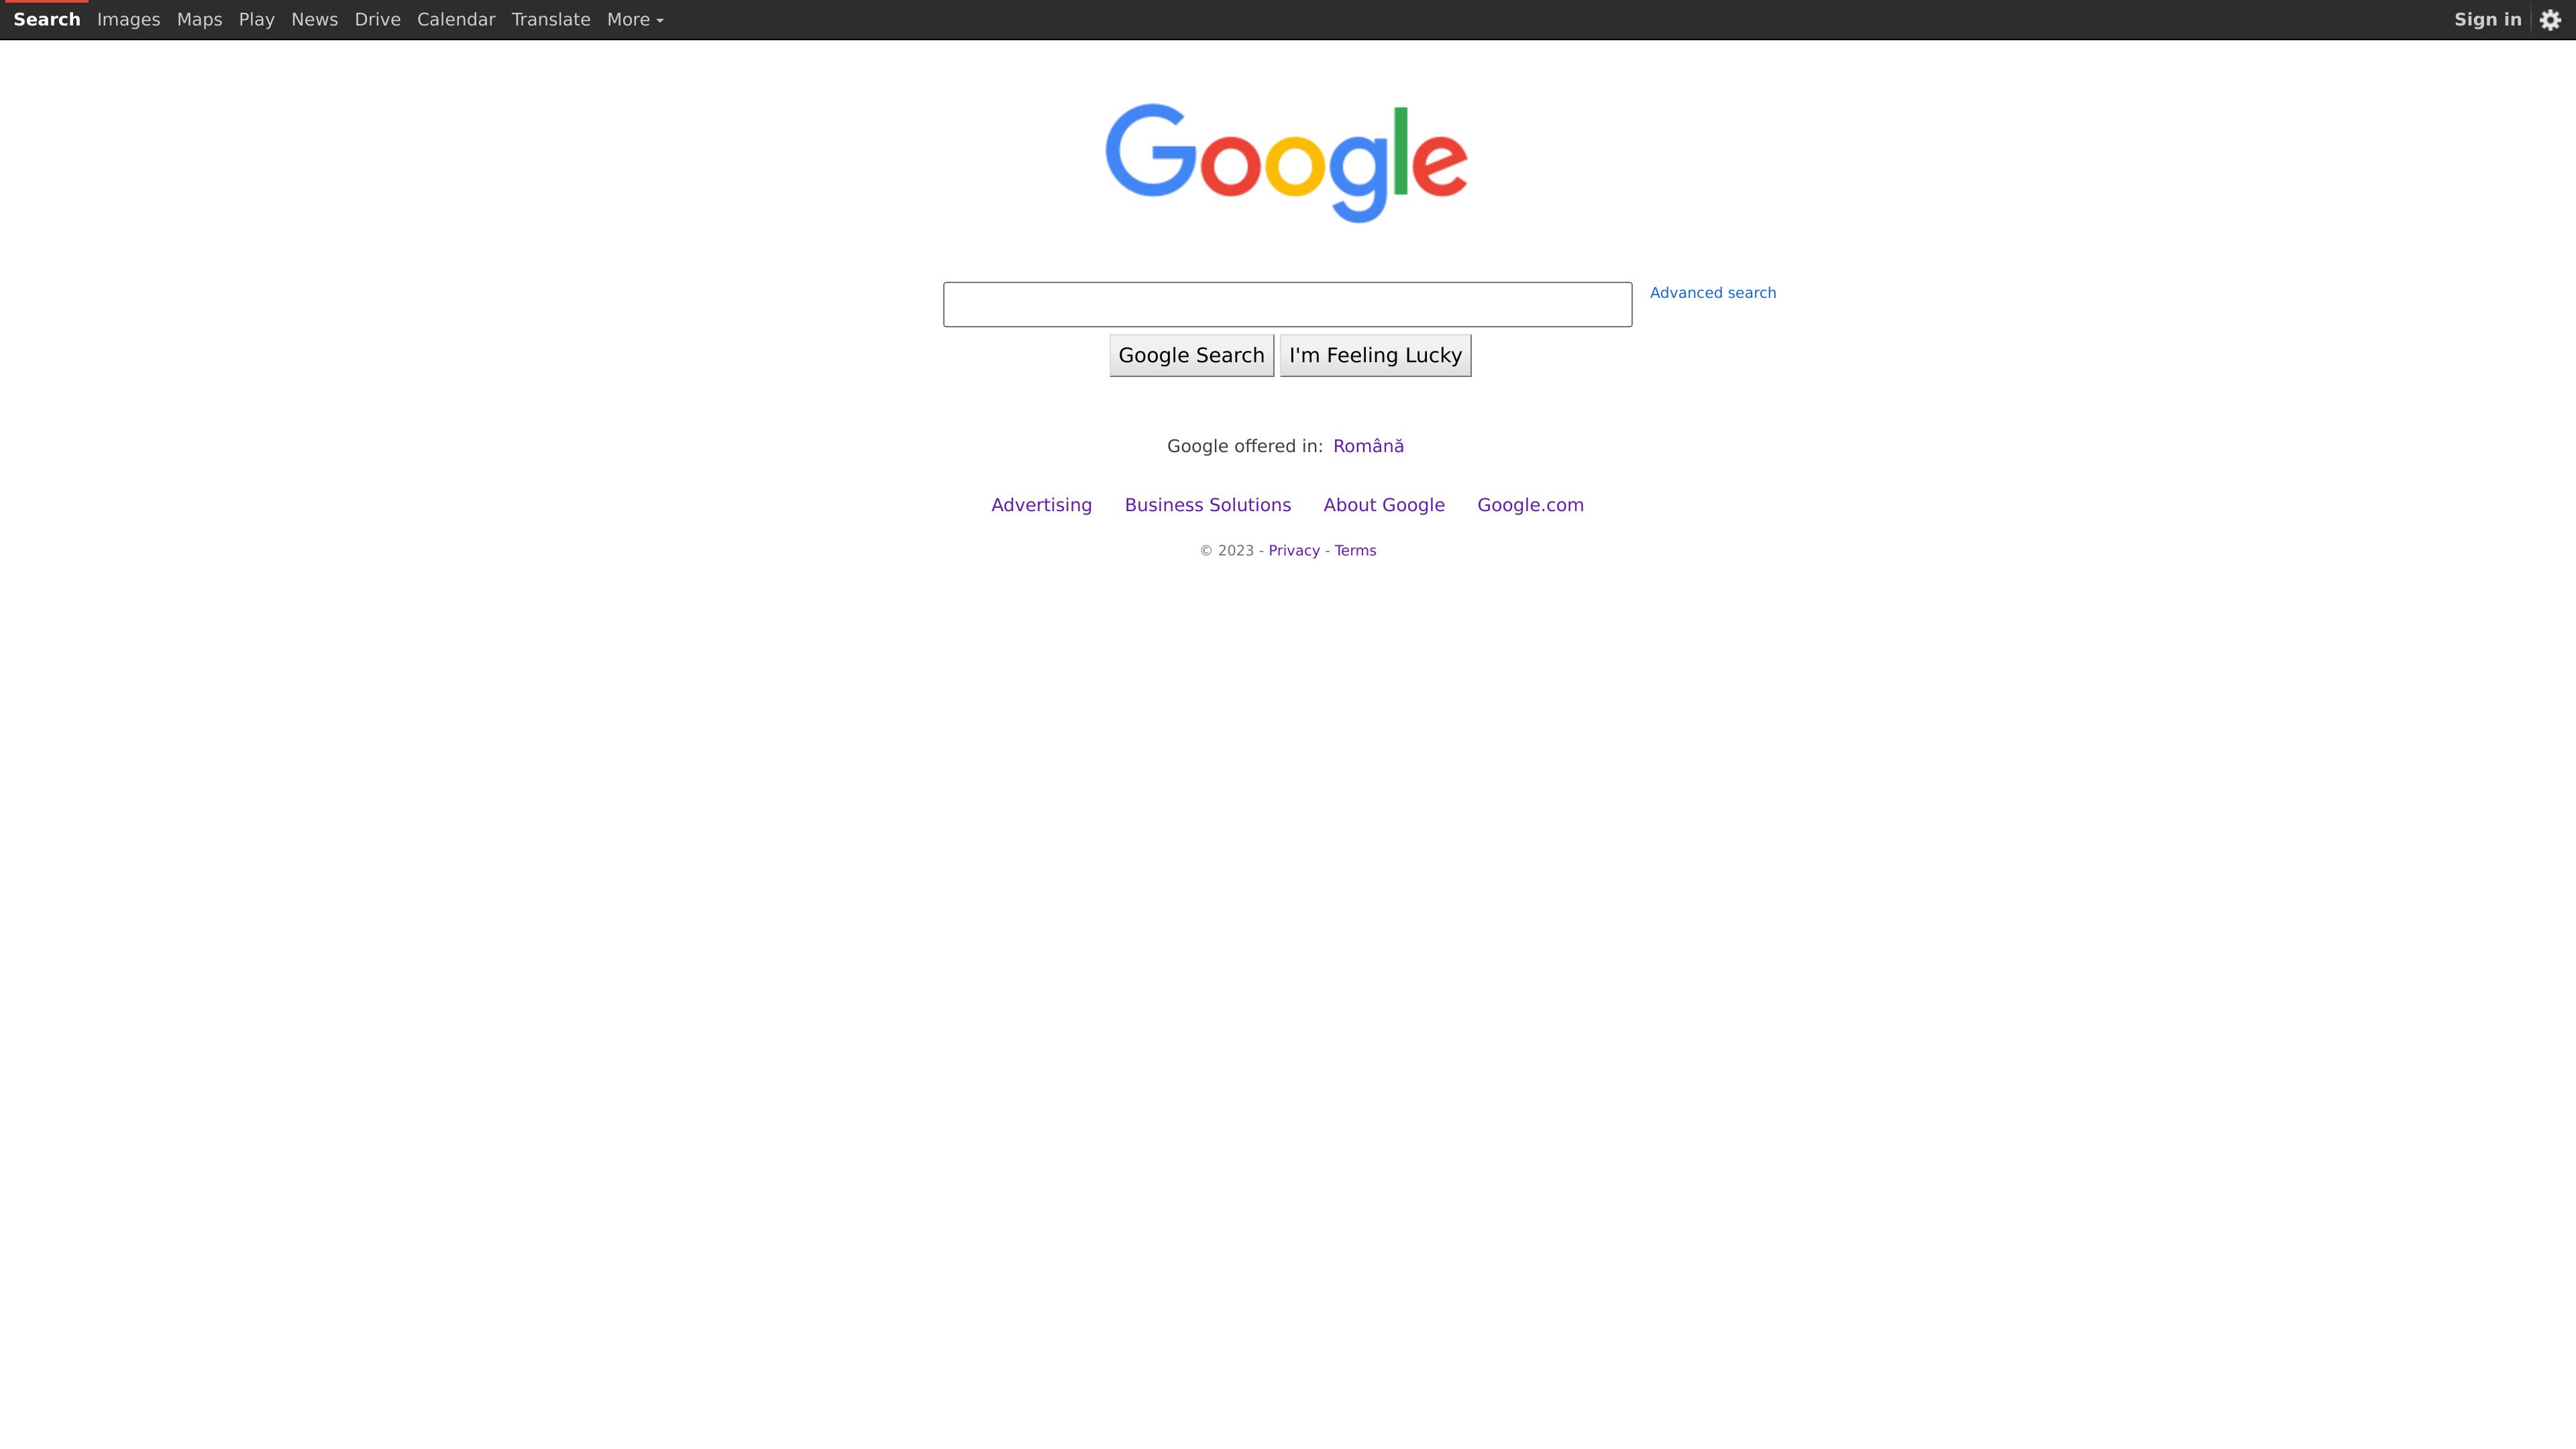 Search Images Maps Play News Drive Calendar Translate More Sign in
Google
Advanced search
Google Search I'm Feeling Lucky
Google offered in: Română
Advertising Business Solutions About Google Google.com
© 2023 - Privacy - Terms